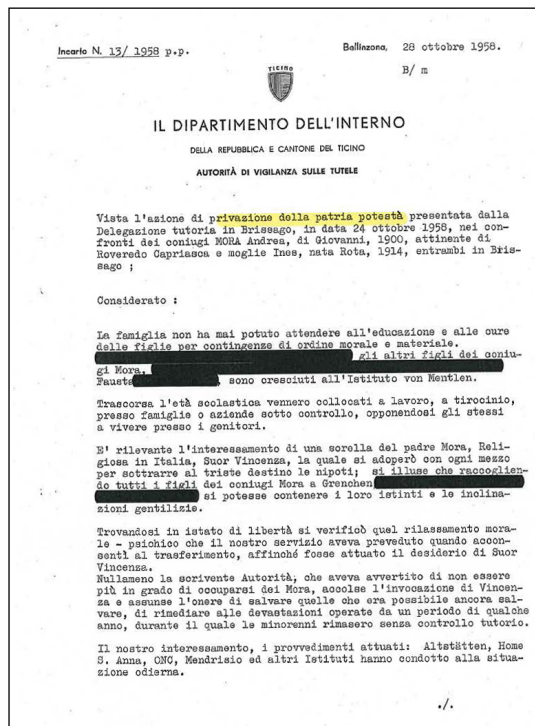 Incarto N. 13/ 1958 p.p.
Bellinzona, 28 ottobre 1958.
B/ m
TICINO
IL DIPARTIMENTO DELL'INTERNO
DELLA REPUBBLICA E CANTONE DEL TICINO
AUTORITÀ DI VIGILANZA SULLE TUTELE
Vista l'azione di privazione della patria potestà presentata dalla
Delegazione tutoria in Brissago, in data 24 ottobre 1958, nei con-
fronti dei coniugi MORA Andrea, di Giovanni, 1900, attinente di
Roveredo Capriasca e moglie Ines, nata Rota, 1914, entrambi in Bris-
sago ;
Considerato :
La famiglia non ha mai potuto attendere all'educazione e alle cure
delle figlie per contingenze di ordine morale e materiale.
gli altri figli dei coniu-
gi Mora,
Fausta , sono cresciuti all'Istituto von Mentlen.
Trascorsa l'età scolastica vennero collocati a lavoro, a tirocinio,
presso famiglie o aziende sotto controllo, opponendosi gli stessi
a vivere presso i genitori.
E' rilevante l'interessamento di una sorella del padre Mora, Reli-
giosa in Italia, Suor Vincenza, la quale si adoperò con ogni mezzo
per sottrarre al triste destino le nipoti; si illuse che raccoglien-
do tutti i figli dei coniugi Mora a Grenchen
si potesse contenere i loro istinti e le inclina-
zioni gentilizie.
Trovandosi in istato di libertà si verificò quel rilassamento mora-
le - psichico che il nostro servizio aveva preveduto quando accon-
sentì al trasferimento, affinché fosse attuato il desiderio di Suor
Vincenza.
Nullameno la scrivente Autorità, che aveva avvertito di non essere
più in grado di occuparsi dei Mora, accolse l'invocazione di Vincen-
za e assunse l'onere di salvare quelle che era possibile ancora sal-
vare, di rimediare alle devastazioni operate da un periodo di qualche
anno, durante il quale le minorenni rimasero senza controllo tutorio.
Il nostro interessamento, i provvedimenti attuati: Altstätten, Home
S. Anna, ONC, Mendrisio ed altri Istituti hanno condotto alla situa-
zione odierna.
./.